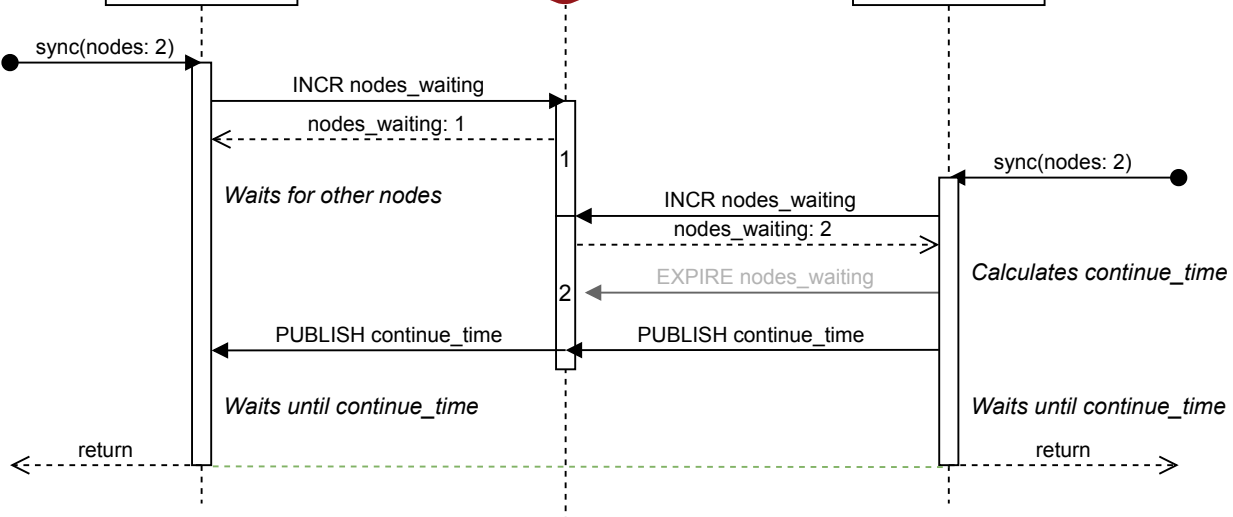 sync(nodes: 2)
INCR nodes_waiting
nodes_waiting: 1
1
sync(nodes: 2)
Waits for other nodes
INCR nodes_waiting
nodes_waiting: 2
Calculates continue_time
EXPIRE nodes_waiting
2
PUBLISH continue_time
PUBLISH continue_time
Waits until continue_time
Waits until continue_time
return
return